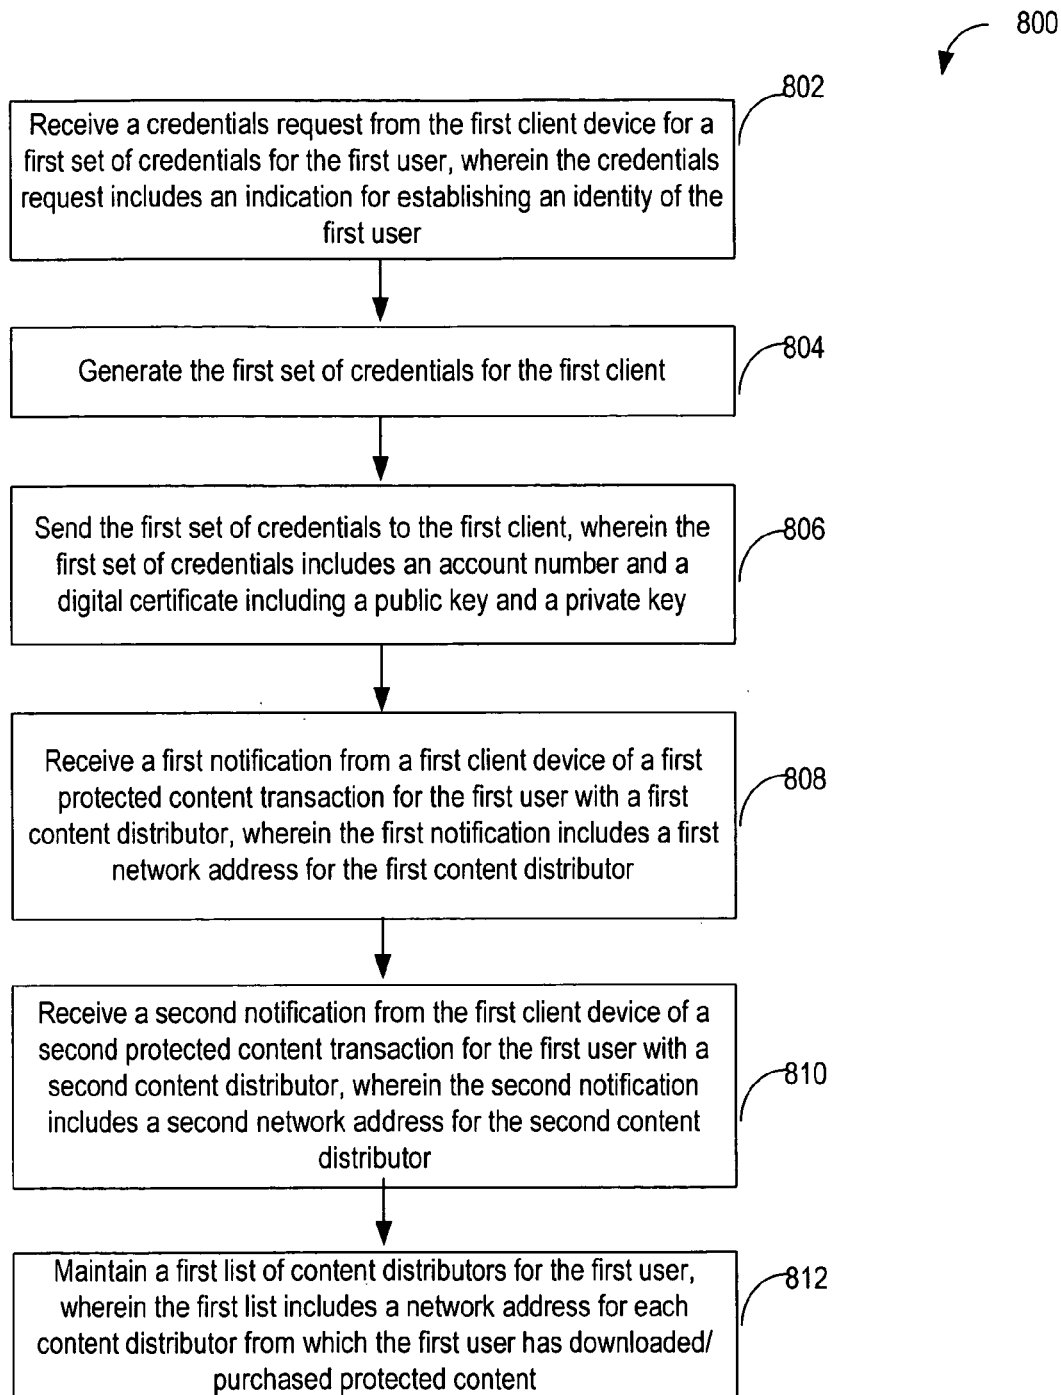 800
802
Receive a credentials request from the first client device for a
first set of credentials for the first user, wherein the credentials
request includes an indication for establishing an identity of the
first user
804
Generate the first set of credentials for the first client
806
Send the first set of credentials to the first client, wherein the
first set of credentials includes an account number and a
digital certificate including a public key and a private key
808
Receive a first notification from a first client device of a first
protected content transaction for the first user with a first
content distributor, wherein the first notification includes a first
network address for the first content distributor
810
Receive a second notification from the first client device of a
second protected content transaction for the first user with a
second content distributor, wherein the second notification
includes a second network address for the second content
distributor
812
Maintain a first list of content distributors for the first user,
wherein the first list includes a network address for each
content distributor from which the first user has downloaded/
purchased protected content